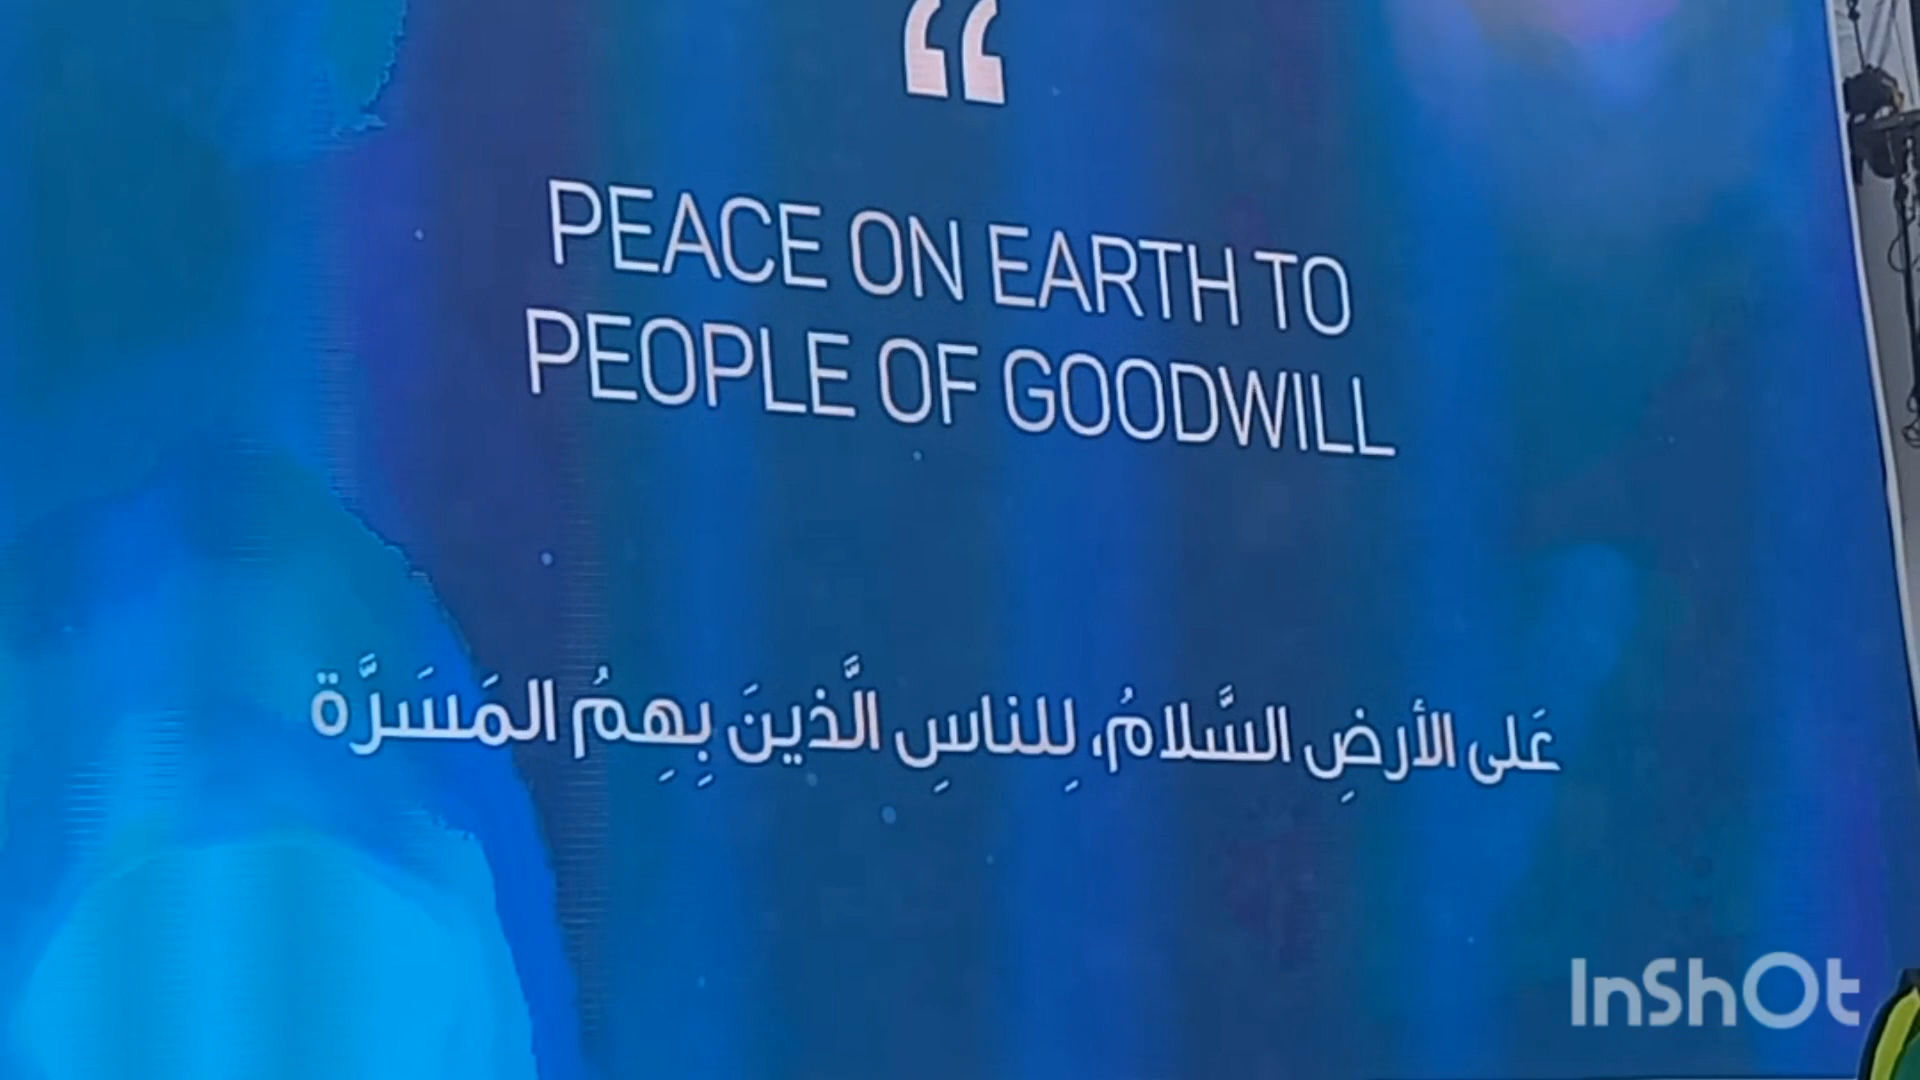 “
PEACE ON EARTH TO
PEOPLE OF GOODWILL
عَلى الأرضِ السَّلامُ، لِلناسِ الَّذينَ بِهِمُ المَسَرَّة
InShOt